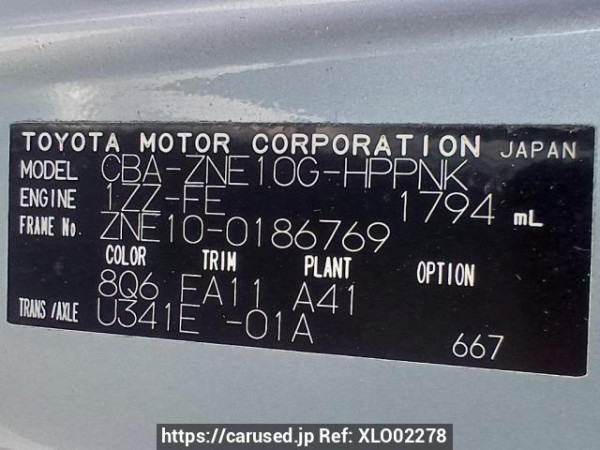 TOYOTA MOTOR CORPORATION JAPAN
MODEL CBA-ZNE10G-HPPNK
ENGINE 1ZZ-FE 1794 mL
FRAME No. ZNE10-0186769
COLOR TRIM PLANT OPTION
8Q6 FA11 A41
TRANS/AXLE U341E -01A
667
https://carused.jp Ref: XLO02278